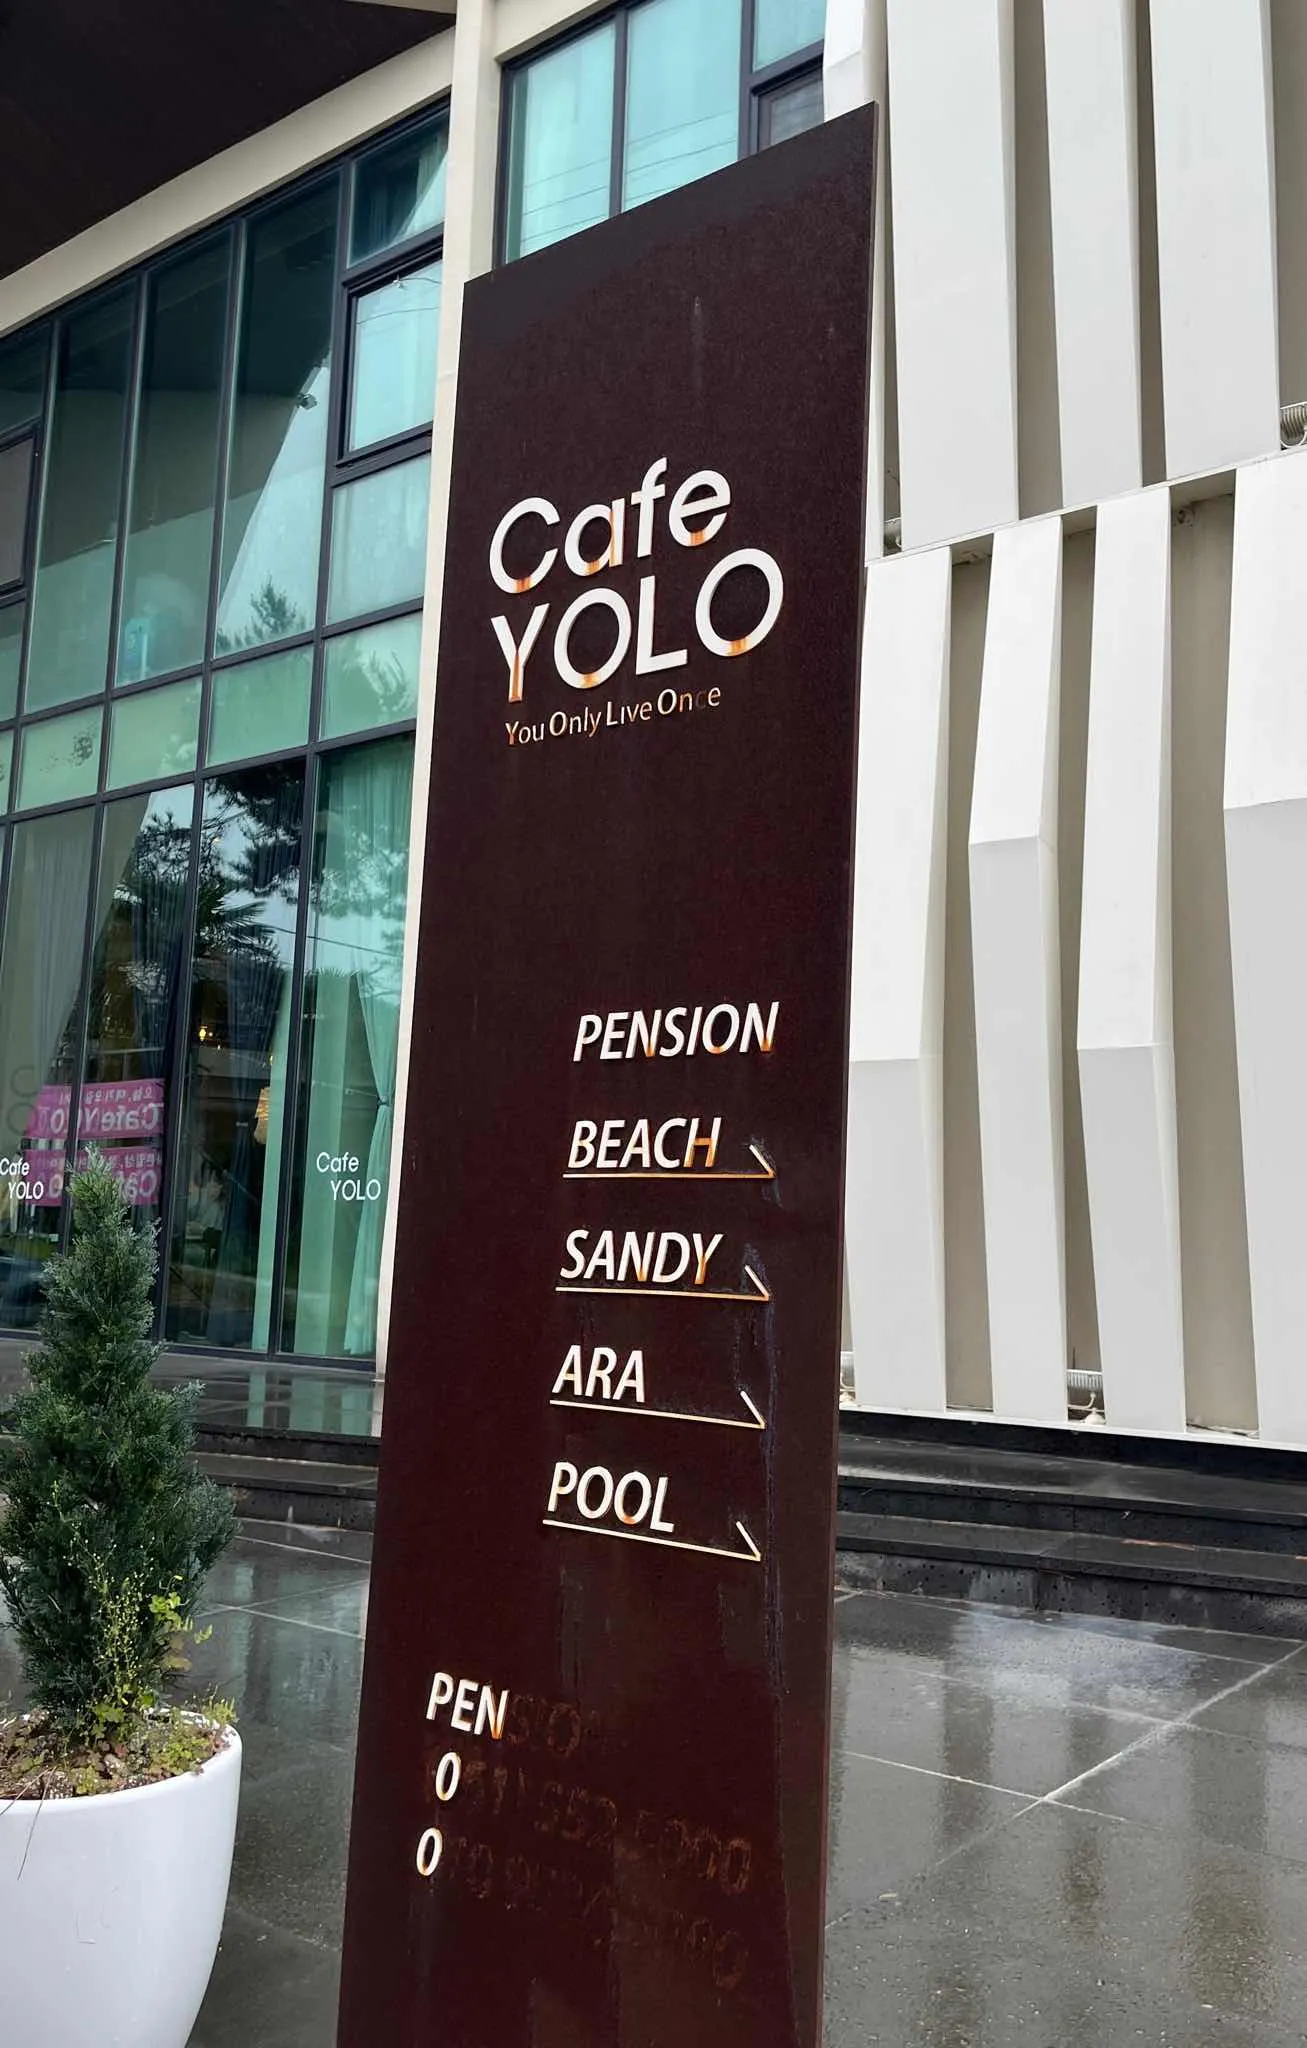 Cafe
YOLO
You Only Live Once
PENSION
BEACH
SANDY
ARA
POOL
PEN
0
0
Cafe
YOLO
Cafe
YOLO